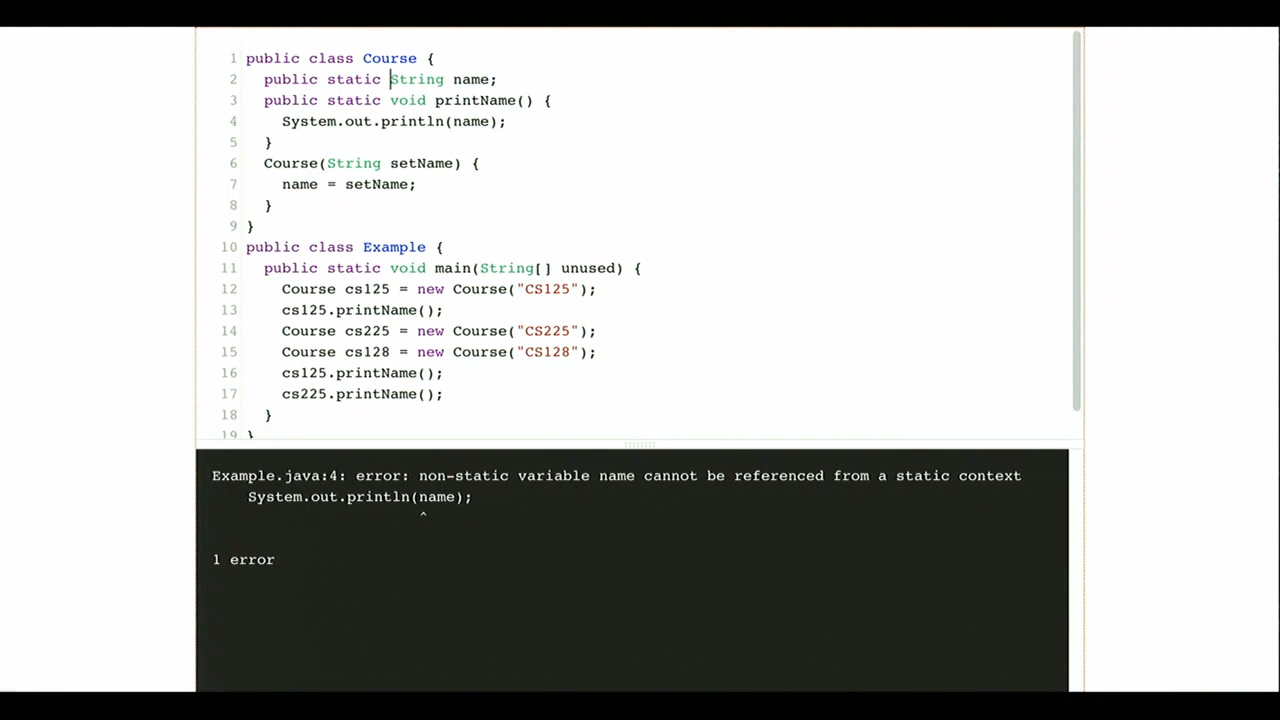 1 public class Course {
2   public static String name;
3   public static void printName() {
4     System.out.println(name);
5   }
6   Course(String setName) {
7     name = setName;
8   }
9 }
10 public class Example {
11   public static void main(String[] unused) {
12     Course cs125 = new Course("CS125");
13     cs125.printName();
14     Course cs225 = new Course("CS225");
15     Course cs128 = new Course("CS128");
16     cs125.printName();
17     cs225.printName();
18   }
19 }
Example.java:4: error: non-static variable name cannot be referenced from a static context
    System.out.println(name);
                       ^
1 error